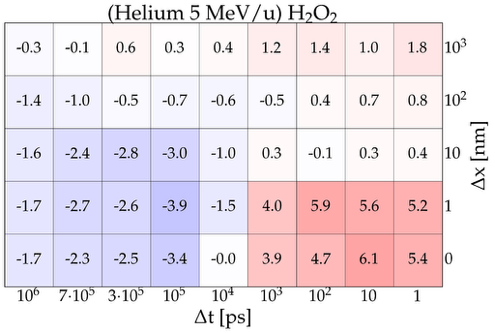 (Helium 5 MeV/u) H₂O₂
-0.3 -0.1 0.6 0.3 0.4 1.2 1.4 1.0 1.8 10³
-1.4 -1.0 -0.5 -0.7 -0.6 -0.5 0.4 0.7 0.8 10²
-1.6 -2.4 -2.8 -3.0 -1.0 0.3 -0.1 0.3 0.4 10
-1.7 -2.7 -2.6 -3.9 -1.5 4.0 5.9 5.6 5.2 1
-1.7 -2.3 -2.5 -3.4 -0.0 3.9 4.7 6.1 5.4 0
Δx [nm]
10⁶ 7·10⁵ 3·10⁵ 10⁵ 10⁴ 10³ 10² 10 1
Δt [ps]